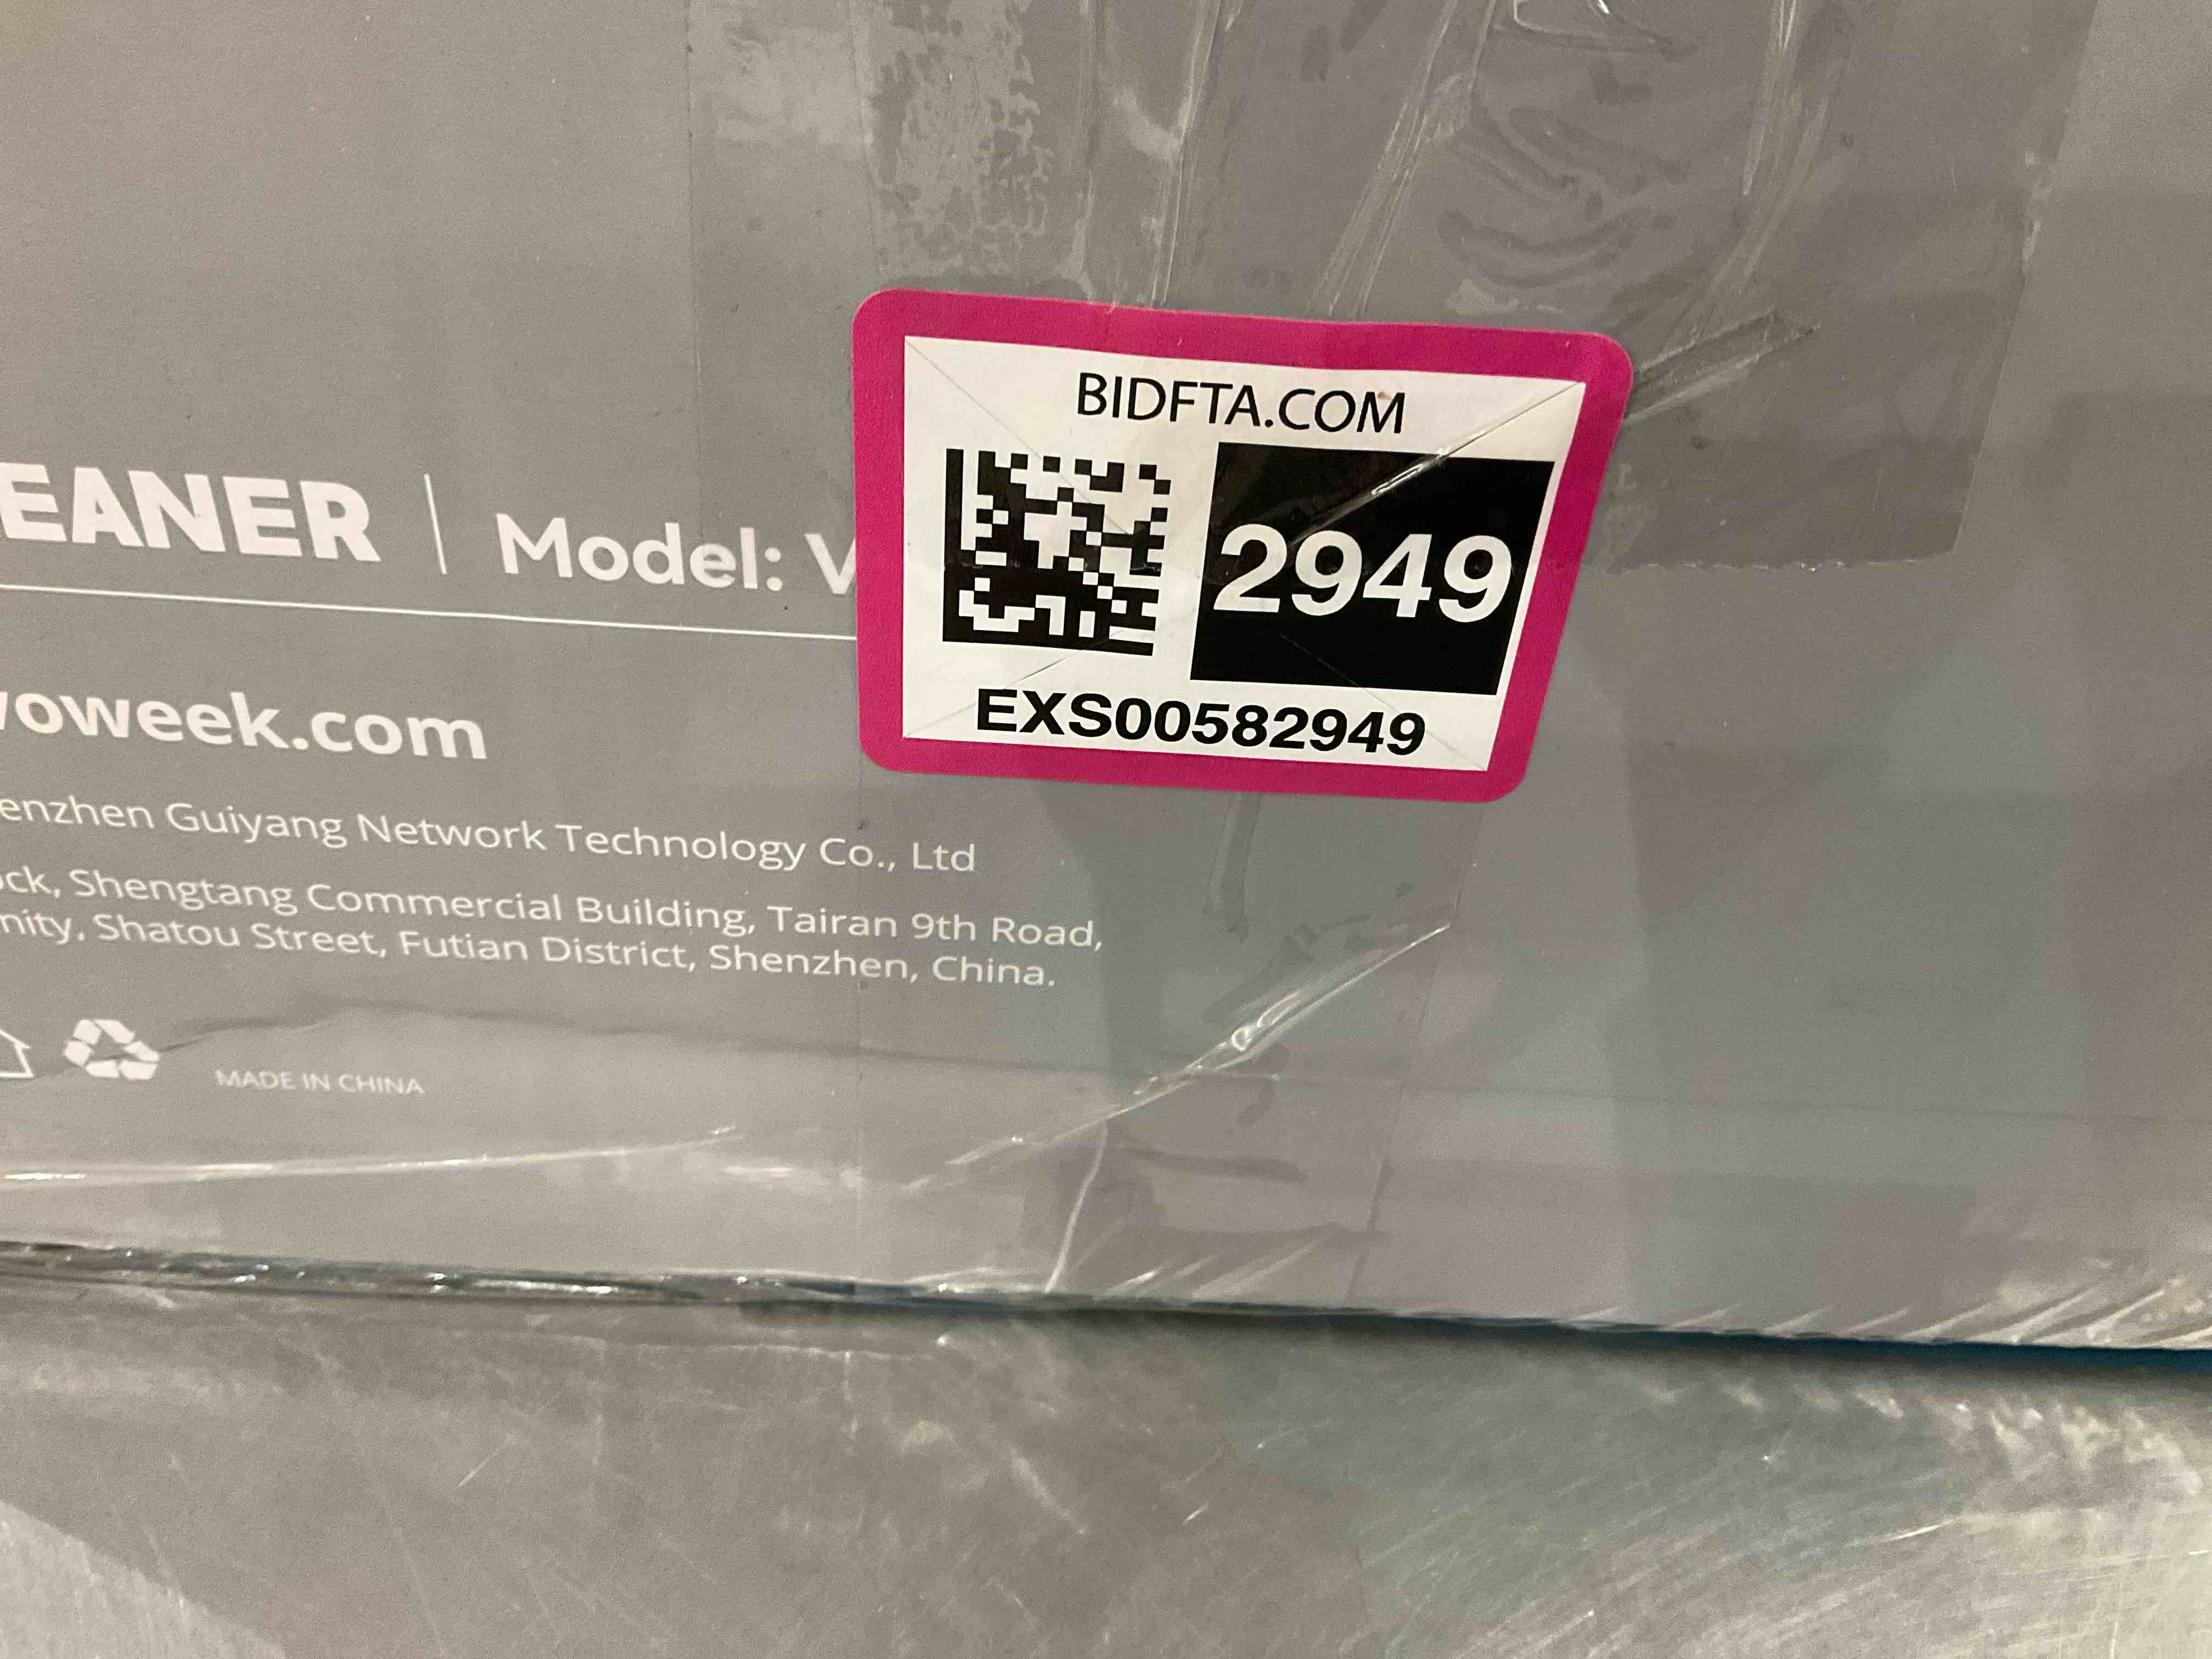 BIDFTA.COM
2949
EXS00582949
EANER | Model: V
oweek.com
enzhen Guiyang Network Technology Co., Ltd
ck, Shengtang Commercial Building, Tairan 9th Road,
nity, Shatou Street, Futian District, Shenzhen, China.
MADE IN CHINA